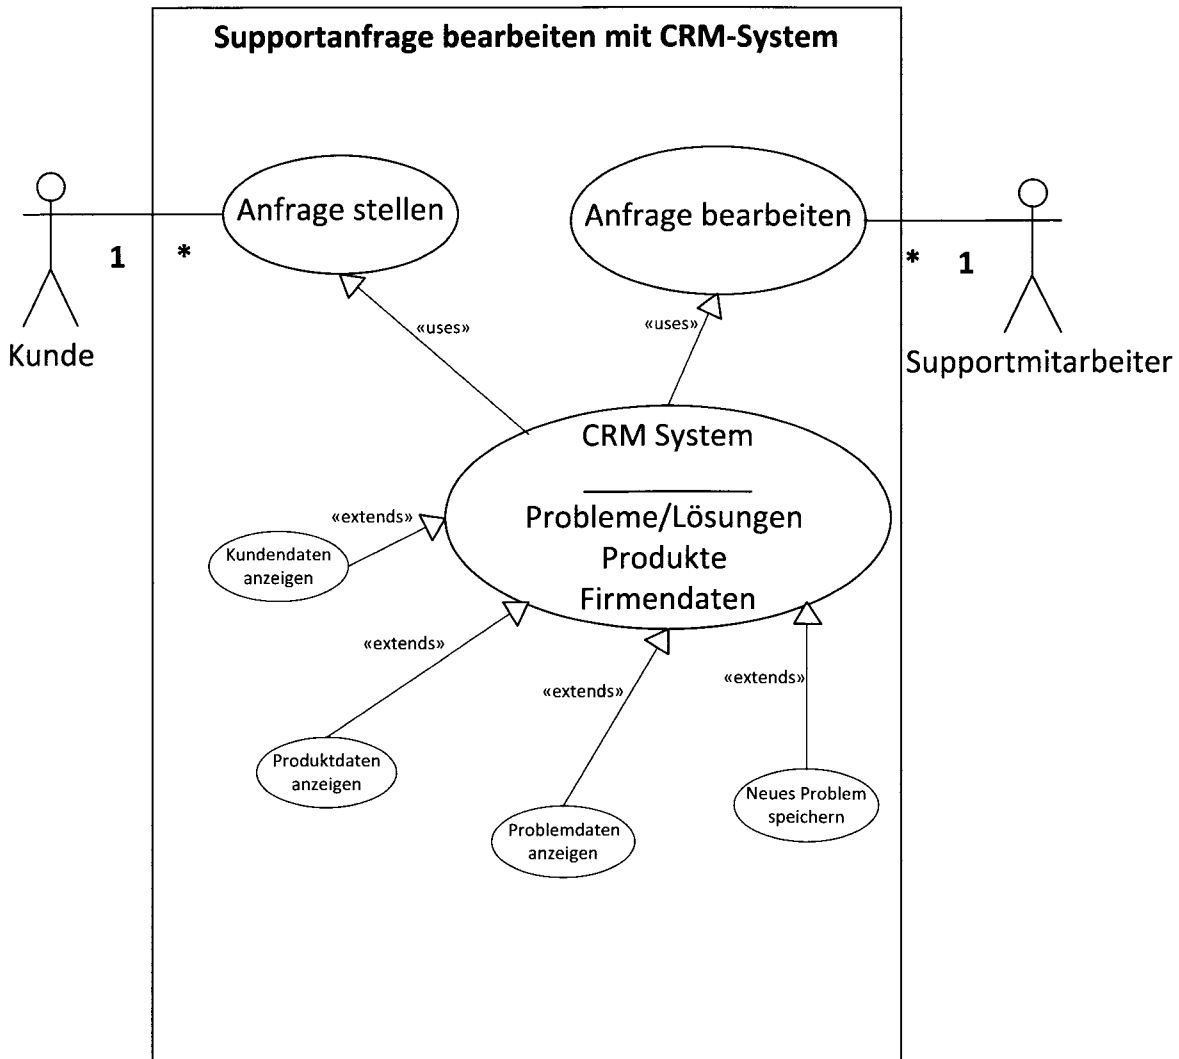 Supportanfrage bearbeiten mit CRM-System
Anfrage stellen
Anfrage bearbeiten
1
*
*
1
Kunde
Supportmitarbeiter
«uses»
«uses»
CRM System
Probleme/Lösungen
Produkte
Firmendaten
«extends»
Kundendaten
anzeigen
«extends»
«extends»
«extends»
Produktdaten
anzeigen
Problemdaten
anzeigen
Neues Problem
speichern